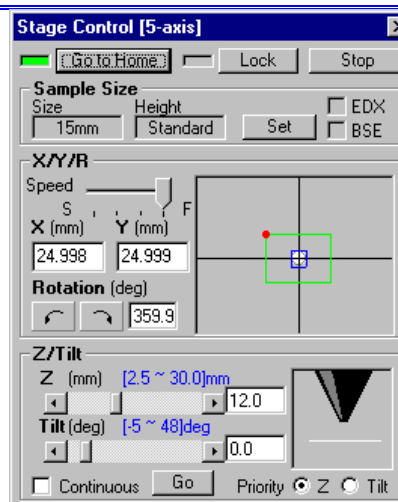 Stage Control [5-axis]
Go to Home Lock Stop
Sample Size
Size Height EDX
15mm Standard Set BSE
X/Y/R
Speed
S F
X (mm) Y (mm)
24.998 24.999
Rotation (deg)
359.9
Z/Tilt
Z (mm) [2.5 ~ 30.0]mm
12.0
Tilt (deg) [-5 ~ 48]deg
0.0
Continuous Go Priority Z Tilt